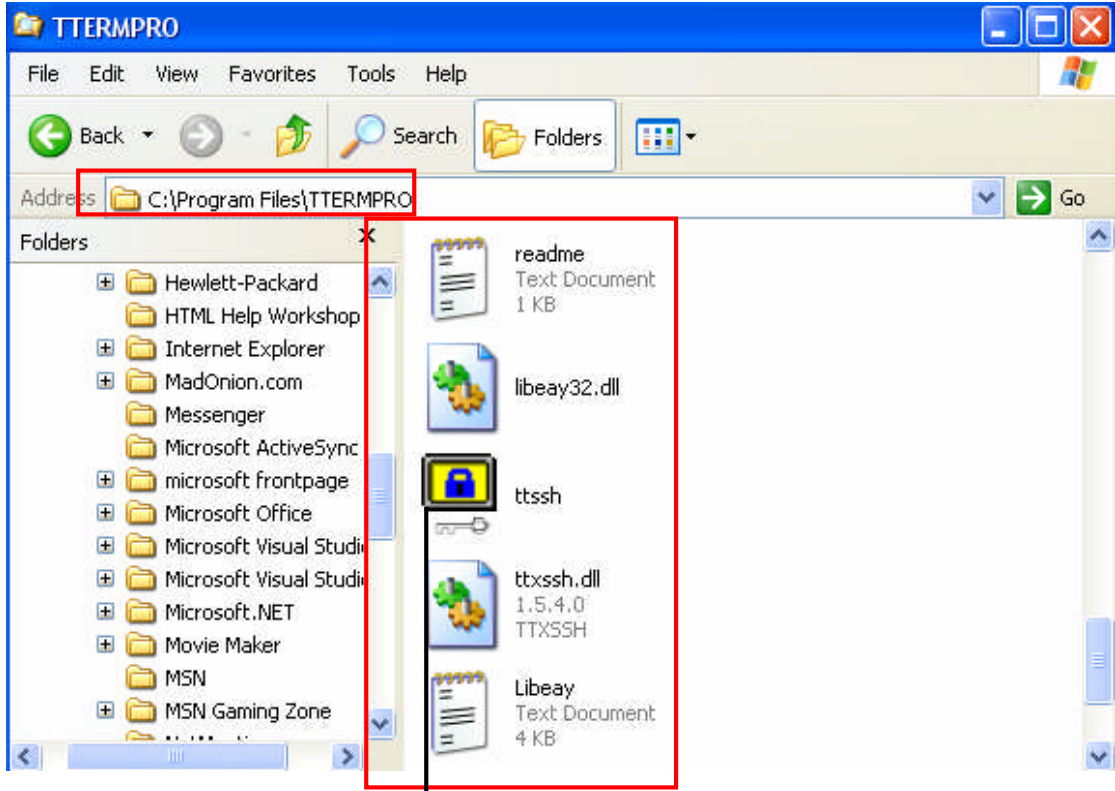 TTERMPRO
File Edit View Favorites Tools Help
Back Search Folders
Address C:\Program Files\TTERMPRO Go
Folders
Hewlett-Packard
HTML Help Workshop
Internet Explorer
MadOnion.com
Messenger
Microsoft ActiveSync
microsoft frontpage
Microsoft Office
Microsoft Visual Studi
Microsoft Visual Studi
Microsoft.NET
Movie Maker
MSN
MSN Gaming Zone
readme
Text Document
1 KB
libeay32.dll
ttssh
ttxssh.dll
1.5.4.0
TTXSSH
Libeay
Text Document
4 KB